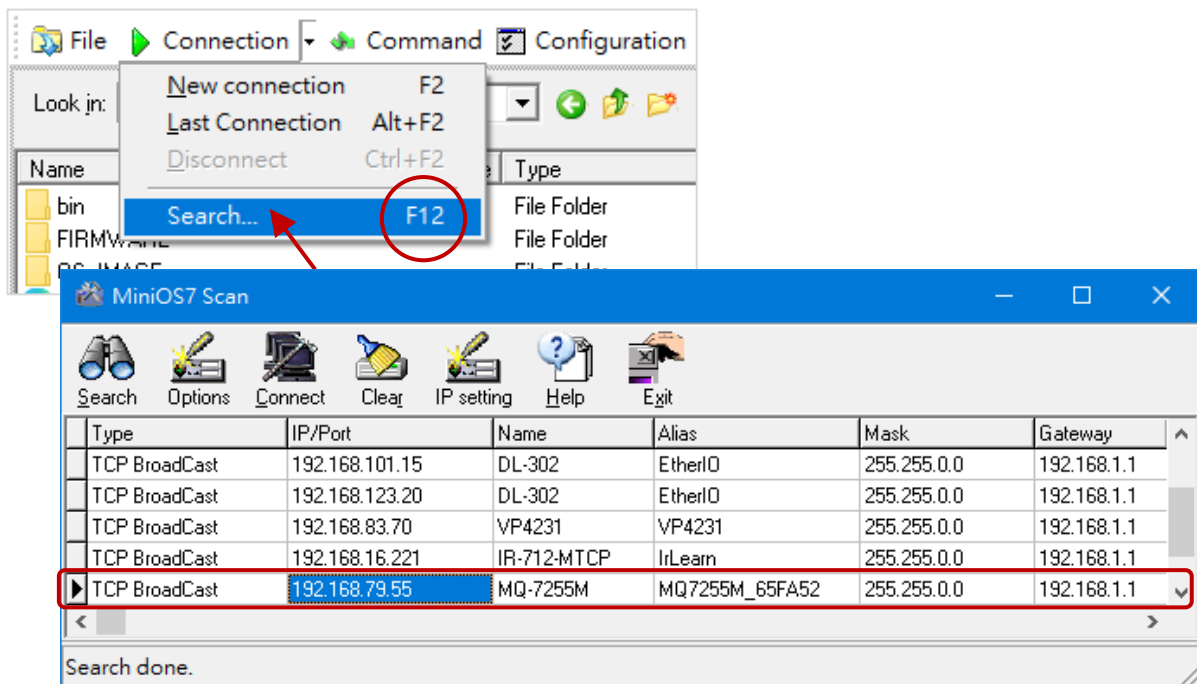 File Connection Command Configuration
New connection F2
Look in:
Last Connection Alt+F2
Disconnect Ctrl+F2
Name Type
bin File Folder
Search... F12
FIRMWARE File Folder
MiniOS7 Scan
Search Options Connect Clear IP setting Help Exit
Type IP/Port Name Alias Mask Gateway
TCP BroadCast 192.168.101.15 DL-302 EtherIO 255.255.0.0 192.168.1.1
TCP BroadCast 192.168.123.20 DL-302 EtherIO 255.255.0.0 192.168.1.1
TCP BroadCast 192.168.83.70 VP4231 VP4231 255.255.0.0 192.168.1.1
TCP BroadCast 192.168.16.221 IR-712-MTCP IrLearn 255.255.0.0 192.168.1.1
TCP BroadCast 192.168.79.55 MQ-7255M MQ7255M_65FA52 255.255.0.0 192.168.1.1
Search done.